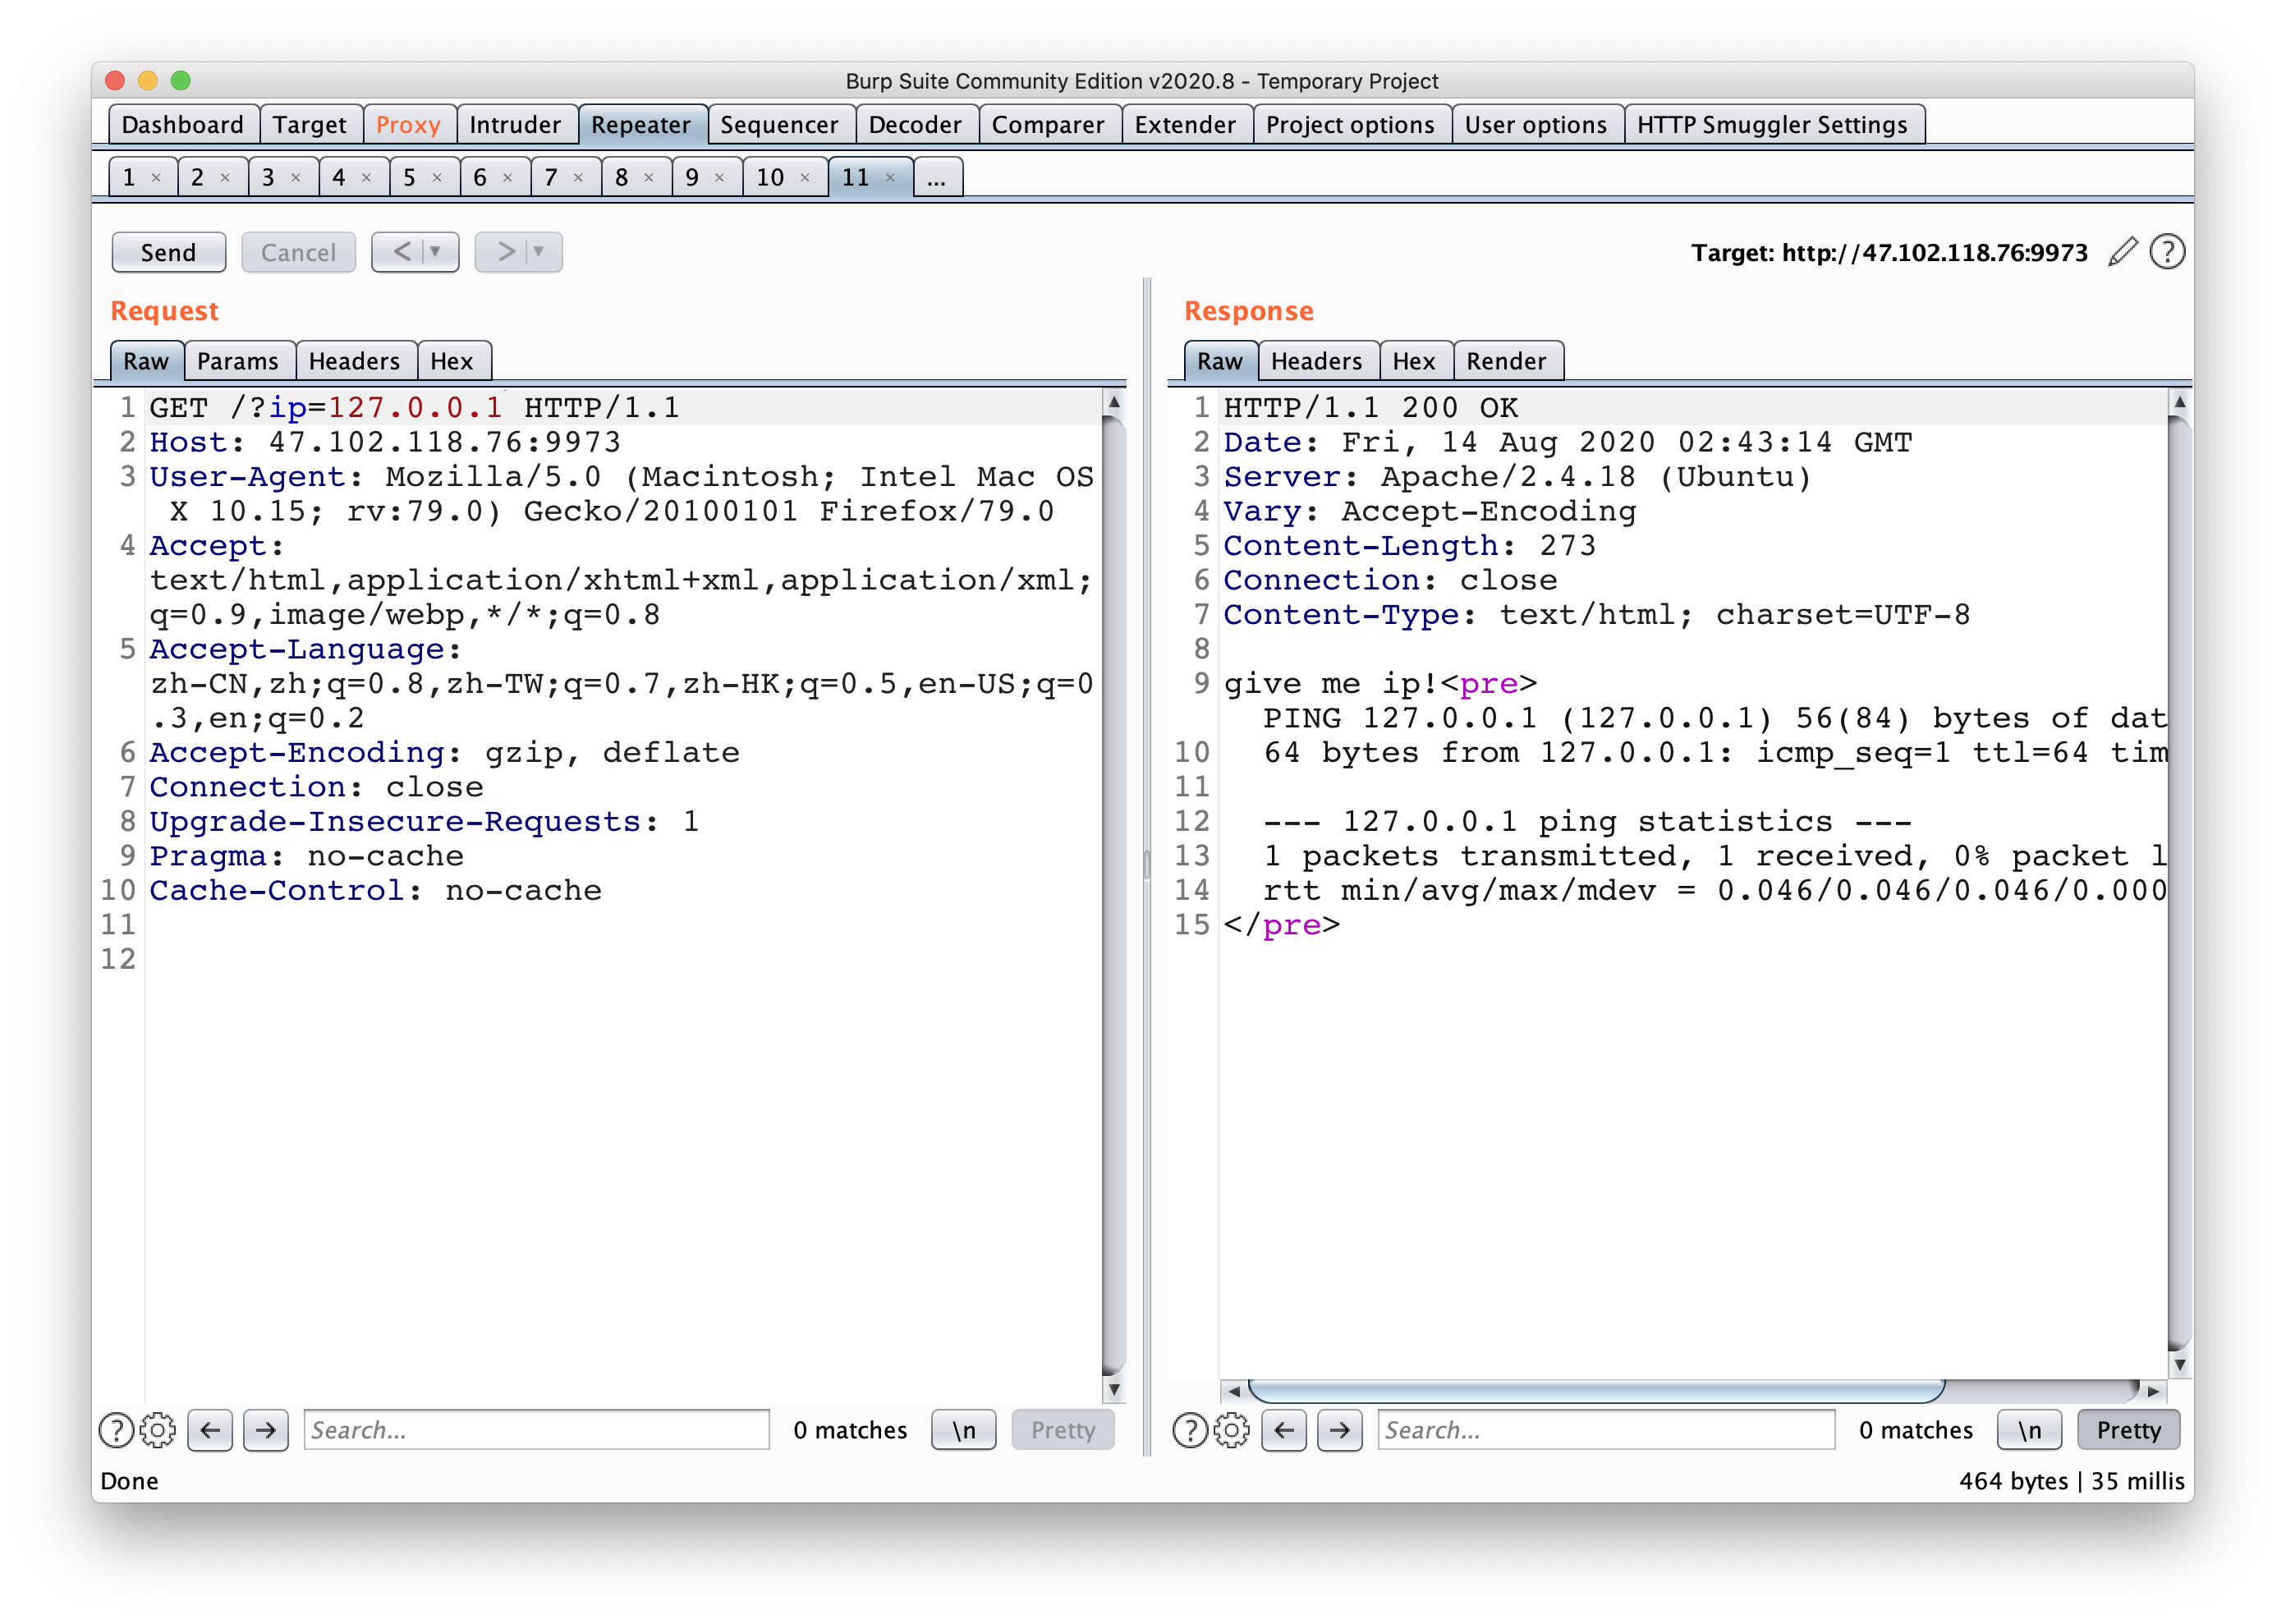 Burp Suite Community Edition v2020.8 - Temporary Project
Dashboard Target Proxy Intruder Repeater Sequencer Decoder Comparer Extender Project options User options HTTP Smuggler Settings
1 × 2 × 3 × 4 × 5 × 6 × 7 × 8 × 9 × 10 × 11 × ...
Send Cancel < > Target: http://47.102.118.76:9973
Request
Raw Params Headers Hex
1 GET /?ip=127.0.0.1 HTTP/1.1
2 Host: 47.102.118.76:9973
3 User-Agent: Mozilla/5.0 (Macintosh; Intel Mac OS
X 10.15; rv:79.0) Gecko/20100101 Firefox/79.0
4 Accept:
text/html,application/xhtml+xml,application/xml;
q=0.9,image/webp,*/*;q=0.8
5 Accept-Language:
zh-CN,zh;q=0.8,zh-TW;q=0.7,zh-HK;q=0.5,en-US;q=0
.3,en;q=0.2
6 Accept-Encoding: gzip, deflate
7 Connection: close
8 Upgrade-Insecure-Requests: 1
9 Pragma: no-cache
10 Cache-Control: no-cache
11
12
? Search... 0 matches \n Pretty
Response
Raw Headers Hex Render
1 HTTP/1.1 200 OK
2 Date: Fri, 14 Aug 2020 02:43:14 GMT
3 Server: Apache/2.4.18 (Ubuntu)
4 Vary: Accept-Encoding
5 Content-Length: 273
6 Connection: close
7 Content-Type: text/html; charset=UTF-8
8
9 give me ip!<pre>
PING 127.0.0.1 (127.0.0.1) 56(84) bytes of dat
10 64 bytes from 127.0.0.1: icmp_seq=1 ttl=64 tim
11
12 --- 127.0.0.1 ping statistics ---
13 1 packets transmitted, 1 received, 0% packet l
14 rtt min/avg/max/mdev = 0.046/0.046/0.046/0.000
15 </pre>
? Search... 0 matches \n Pretty
Done
464 bytes | 35 millis